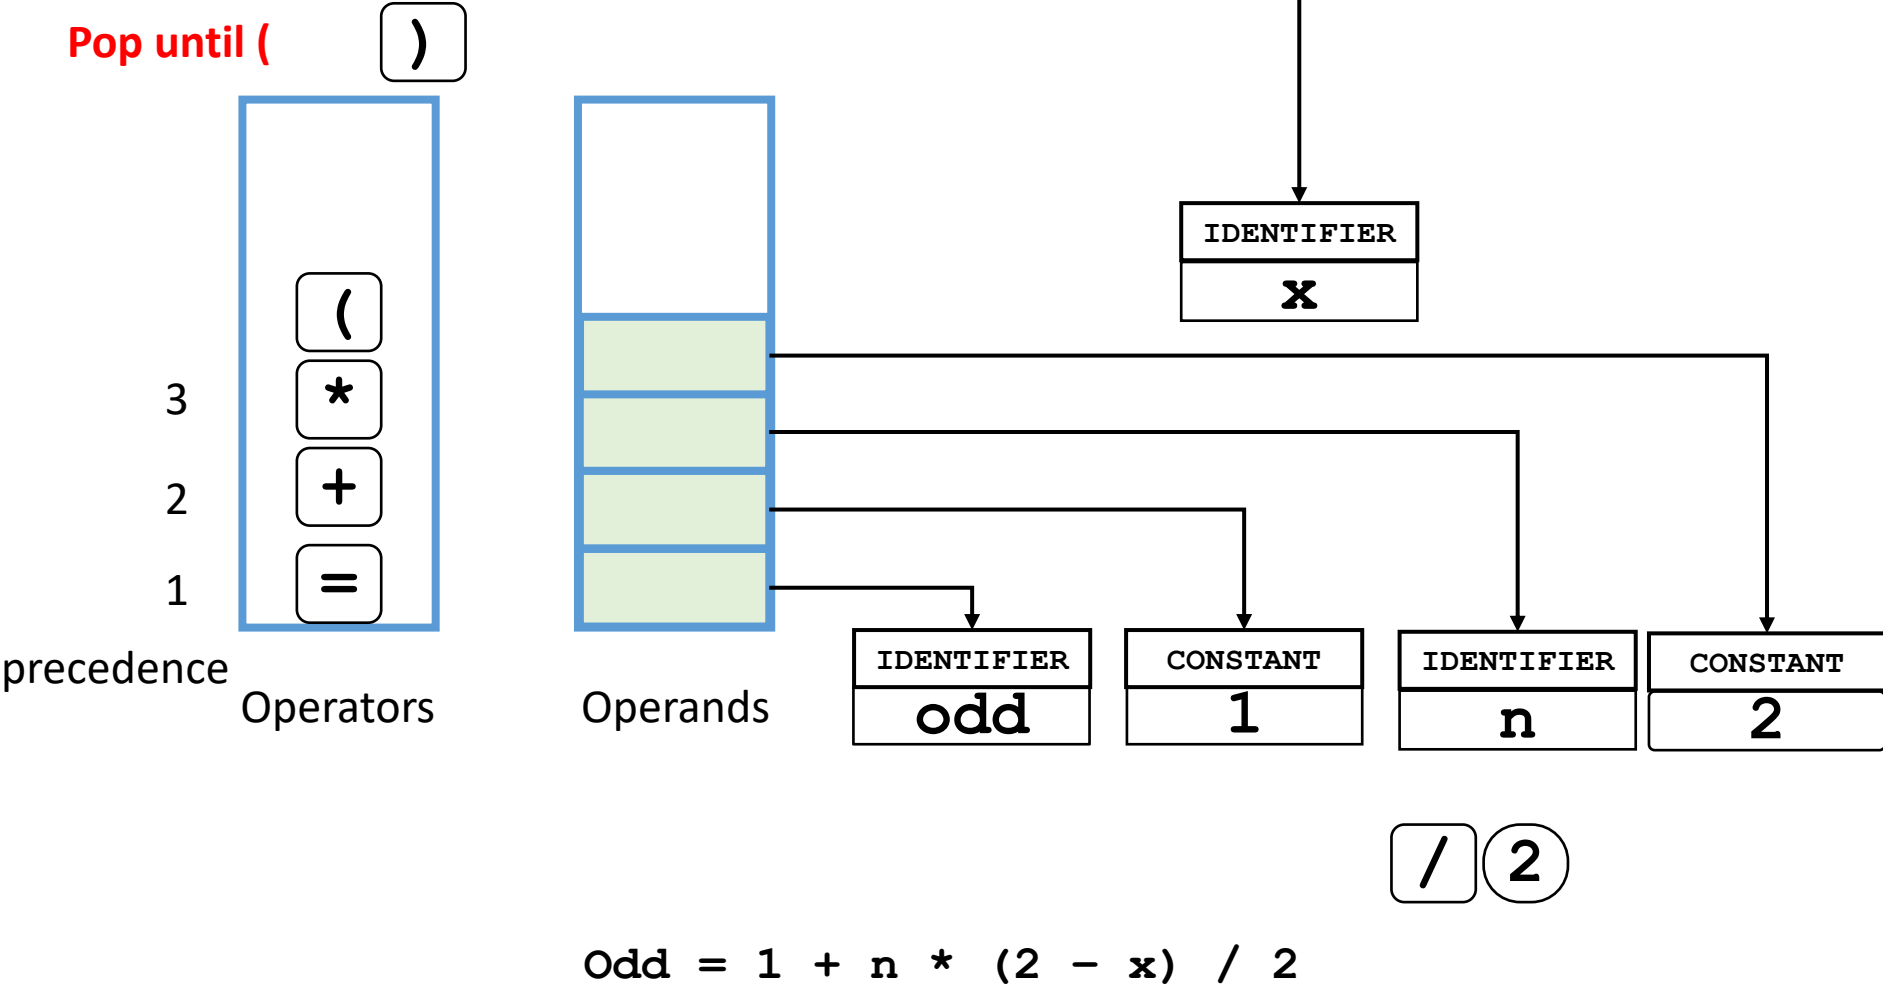 Pop until ( )
IDENTIFIER
x
(
3 *
2 +
1 =
precedence
Operators Operands
IDENTIFIER CONSTANT IDENTIFIER CONSTANT
odd 1 n 2
/ 2
Odd = 1 + n * (2 – x) / 2